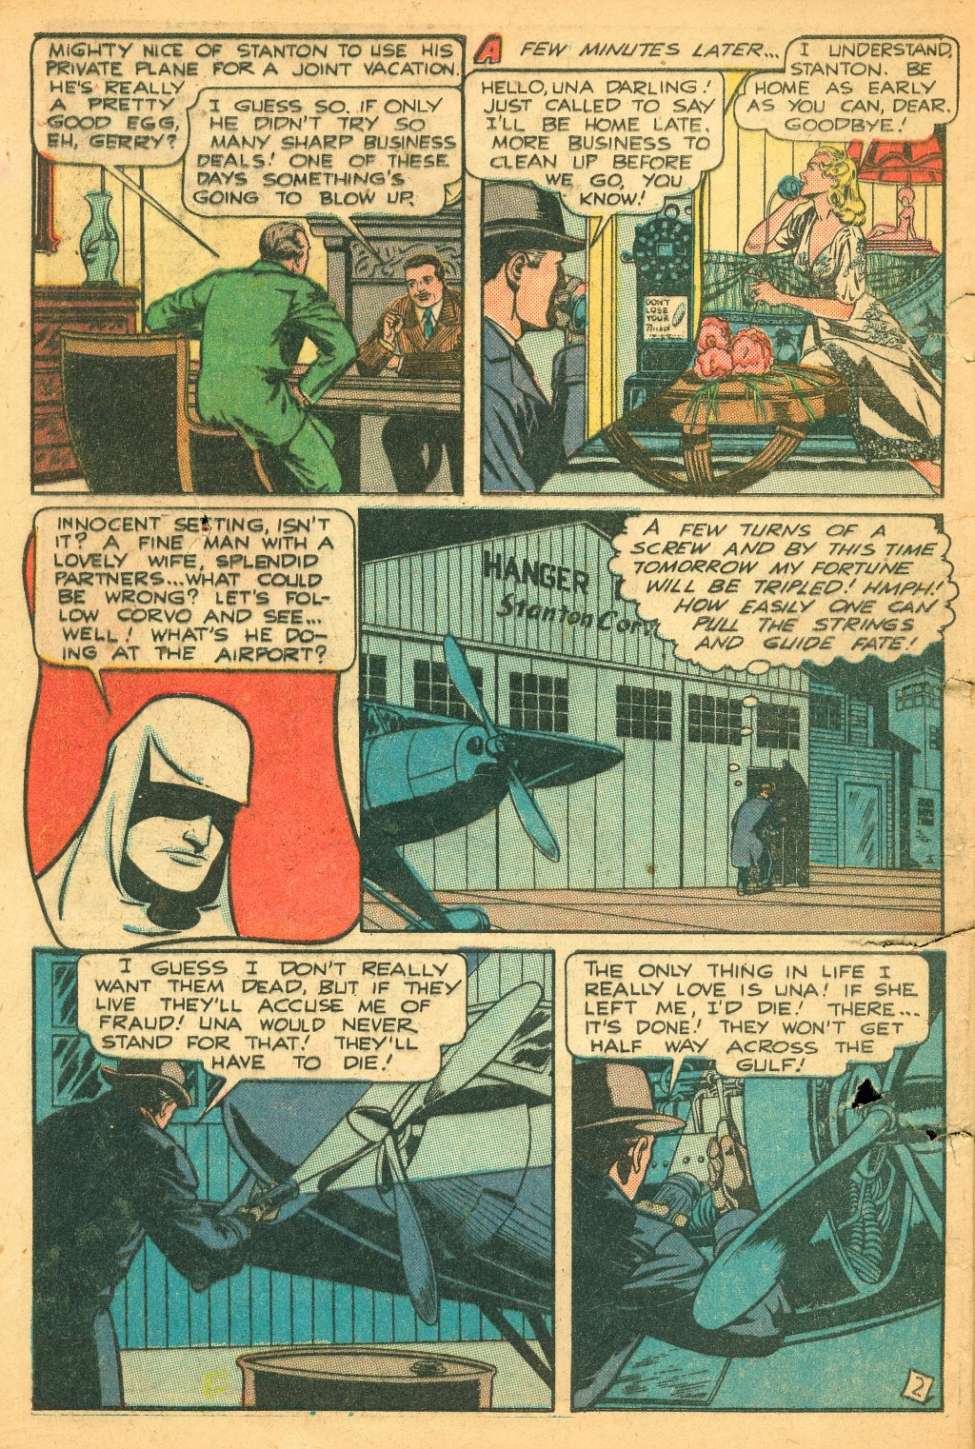 MIGHTY NICE OF STANTON TO USE HIS
PRIVATE PLANE FOR A JOINT VACATION.
HE'S REALLY
A PRETTY
GOOD EGG,
EH, GERRY?
I GUESS SO. IF ONLY
HE DIDN'T TRY SO
MANY SHARP BUSINESS
DEALS! ONE OF THESE
DAYS SOMETHING'S
GOING TO BLOW UP.
A FEW MINUTES LATER...
HELLO, UNA DARLING!
JUST CALLED TO SAY
I'LL BE HOME LATE.
MORE BUSINESS TO
CLEAN UP BEFORE
WE GO, YOU
KNOW!
I UNDERSTAND,
STANTON. BE
HOME AS EARLY
AS YOU CAN, DEAR.
GOODBYE!
DON'T
LOSE
YOUR
INNOCENT SETTING, ISN'T
IT? A FINE MAN WITH A
LOVELY WIFE, SPLENDID
PARTNERS... WHAT COULD
BE WRONG? LET'S FOL-
LOW CORVO AND SEE...
WELL! WHAT'S HE DO-
ING AT THE AIRPORT?
HANGER
Stanton Corv
A FEW TURNS OF A
SCREW AND BY THIS TIME
TOMORROW MY FORTUNE
WILL BE TRIPLED! HMPH!
HOW EASILY ONE CAN
PULL THE STRINGS
AND GUIDE FATE!
I GUESS I DON'T REALLY
WANT THEM DEAD, BUT IF THEY
LIVE THEY'LL ACCUSE ME OF
FRAUD! UNA WOULD NEVER
STAND FOR THAT! THEY'LL
HAVE TO DIE!
THE ONLY THING IN LIFE I
REALLY LOVE IS UNA! IF SHE
LEFT ME, I'D DIE! THERE...
IT'S DONE! THEY WON'T GET
HALF WAY ACROSS THE
GULF!
2